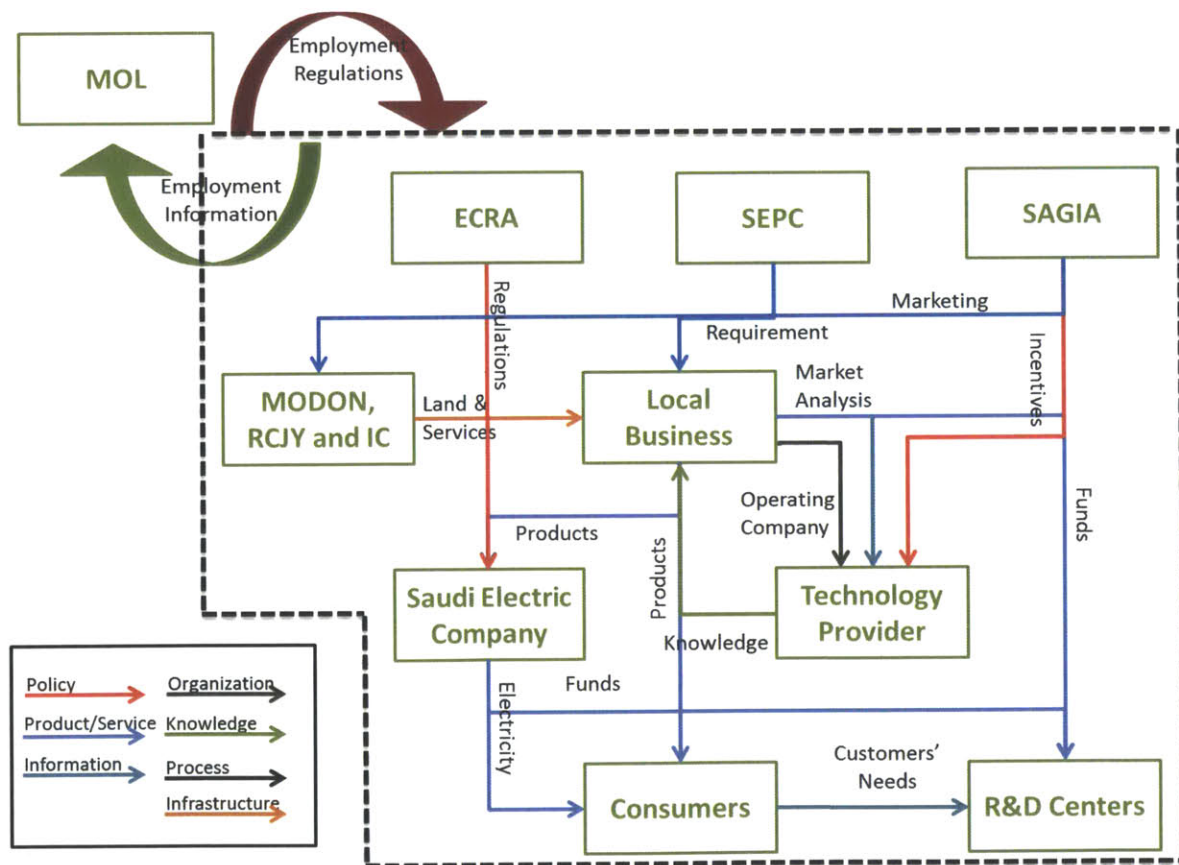 Employment
Regulations
MOL
Employment
Information
ECRA
SEPC
SAGIA
Regulations
Marketing
Requirement
Incentives
MODON,
RCJY and IC
Land &
Services
Local
Business
Market
Analysis
Operating
Company
Funds
Products
Products
Saudi Electric
Company
Technology
Provider
Knowledge
Electricity
Funds
Customers'
Needs
Consumers
R&D Centers
Policy
Organization
Product/Service
Knowledge
Information
Process
Infrastructure